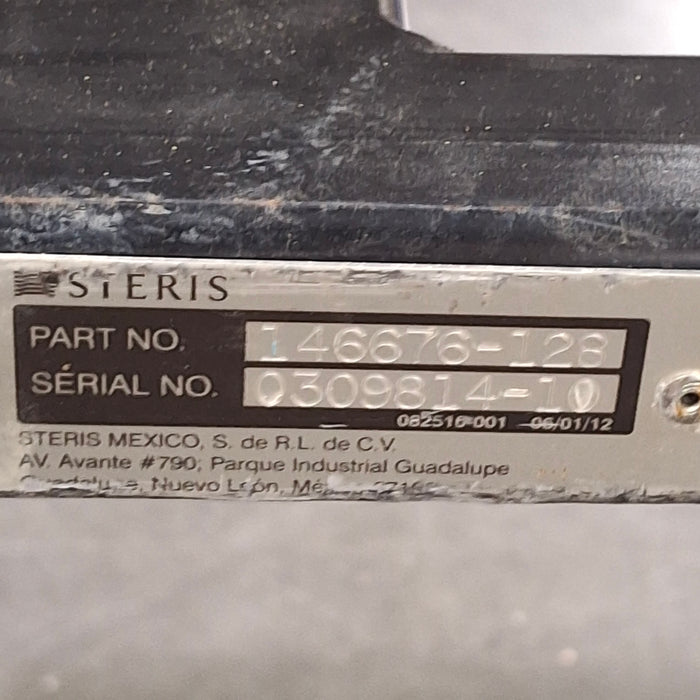 STERIS
PART NO. 146676-128
SERIAL NO. 0309814-10
082516-001 06/01/12
STERIS MEXICO, S. de R.L. de C.V.
AV. Avante #790; Parque Industrial Guadalupe
Nuevo León,